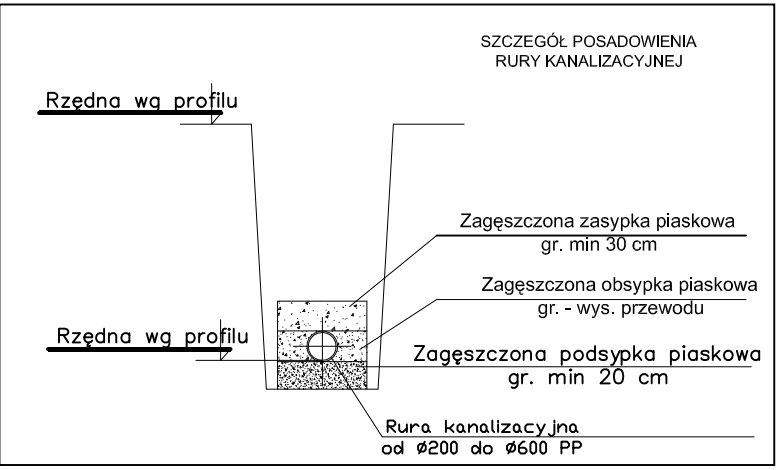 SZCZEGÓŁ POSADOWIENIA
RURY KANALIZACYJNEJ
Rzędna wg profilu
Zagęszczona zasypka piaskowa
gr. min 30 cm
Zagęszczona obsypka piaskowa
gr. - wys. przewodu
Rzędna wg profilu
Zagęszczona podsypka piaskowa
gr. min 20 cm
Rura kanalizacyjna
od Ø200 do Ø600 PP